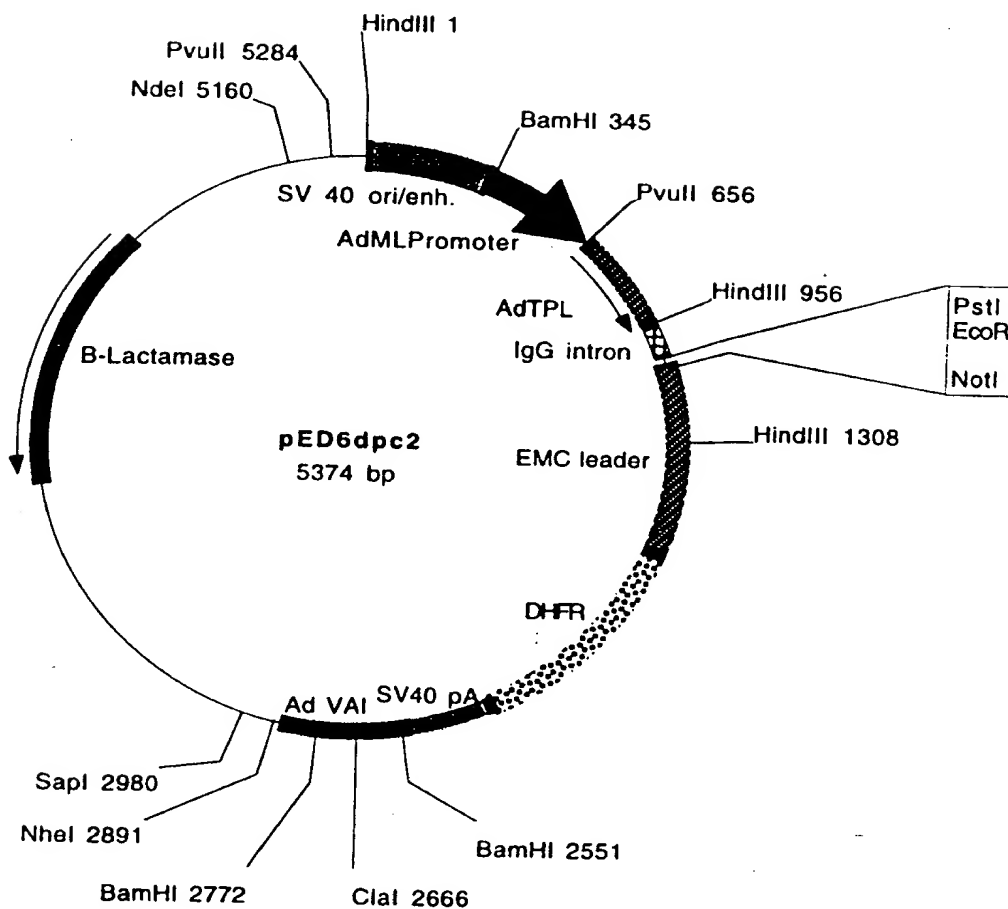 HindIII 1
PvuII 5284
NdeI 5160
BamHI 345
SV 40 ori/enh.
PvuII 656
AdMLPromoter
HindIII 956
AdTPL
PstI
EcoR
IgG intron
B-Lactamase
NotI
pED6dpc2
5374 bp
HindIII 1308
EMC leader
DHFR
Ad VAI
SV40 pA
SapI 2980
NheI 2891
BamHI 2551
BamHI 2772
ClaI 2666